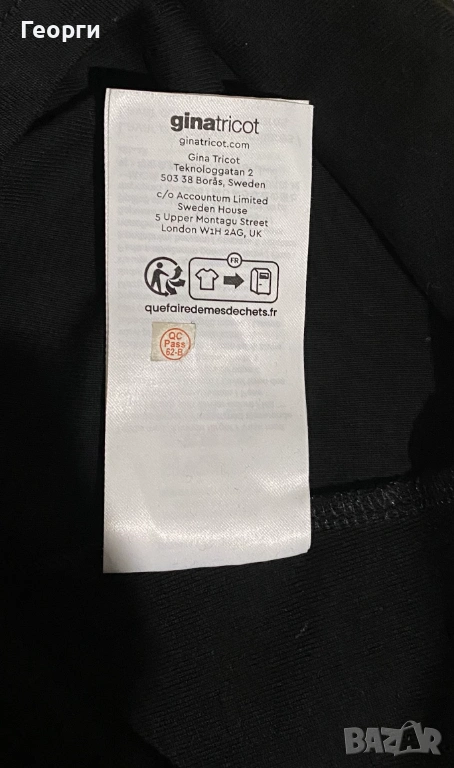 Георги
ginatricot
ginatricot.com
Gina Tricot
Teknologgatan 2
503 38 Borås, Sweden
c/o Accountum Limited
Sweden House
5 Upper Montagu Street
London W1H 2AG, UK
FR
quefairedemesdechets.fr
QC
Pass
62-B
BAZAR